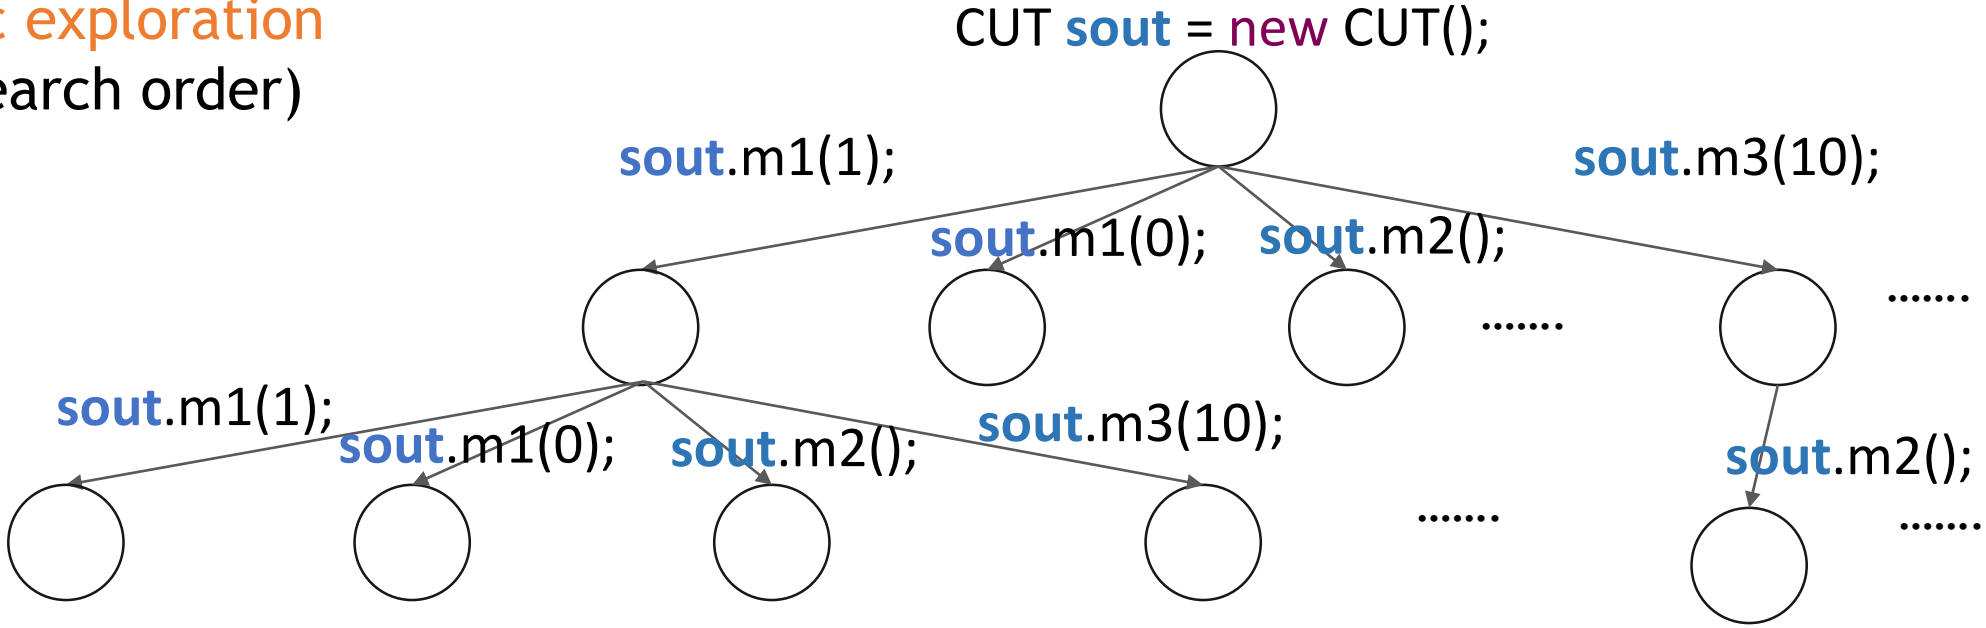 exploration
CUT sout = new CUT();
earch order)
sout.m1(1);
sout.m3(10);
sout.m1(0);
sout.m2();
.......
.......
sout.m1(1);
sout.m1(0);
sout.m2();
sout.m3(10);
sout.m2();
.......
.......